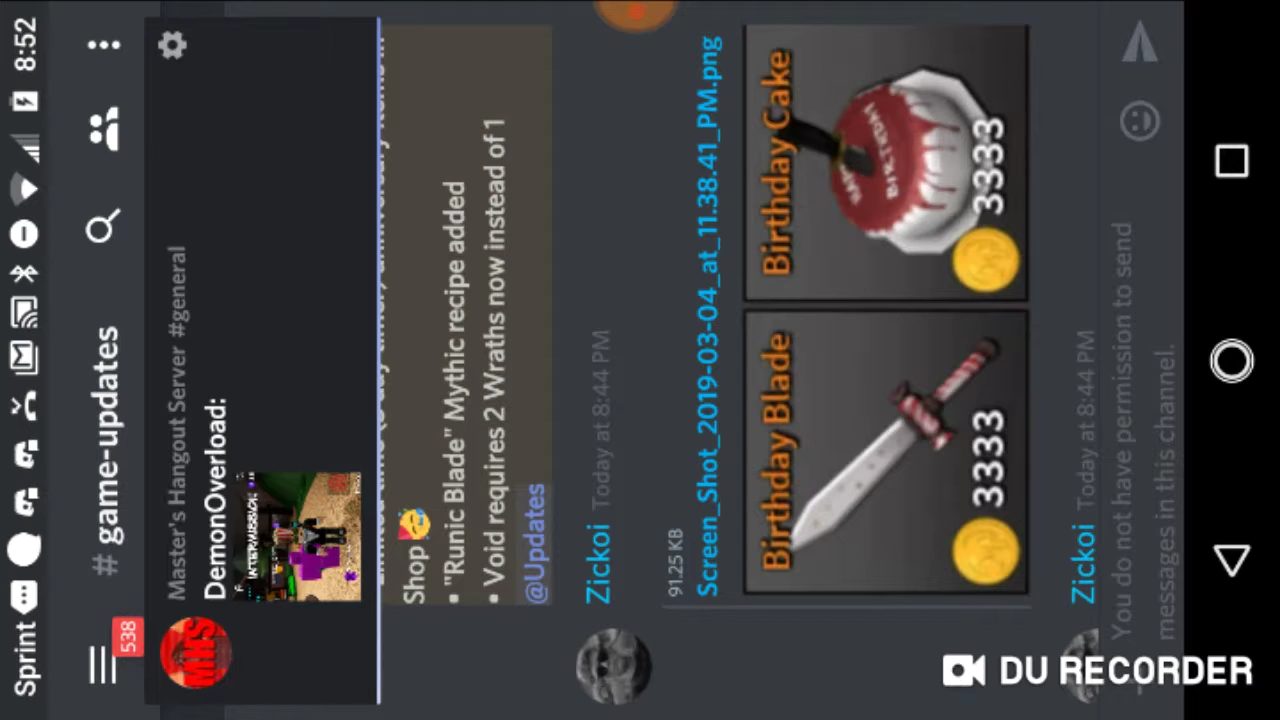 Sprint
8:52
538
# game-updates
Master's Hangout Server #general
DemonOverload:
INTERMISSION
MHS
Shop 🥳
• "Runic Blade" Mythic recipe added
• Void requires 2 Wraths now instead of 1
@Updates
Zickoi Today at 8:44 PM
91.25 KB
Screen_Shot_2019-03-04_at_11.38.41_PM.png
Birthday Blade
3333
Birthday Cake
BIRTHDAY
3333
Zickoi Today at 8:44 PM
You do not have permission to send
messages in this channel.
DU RECORDER